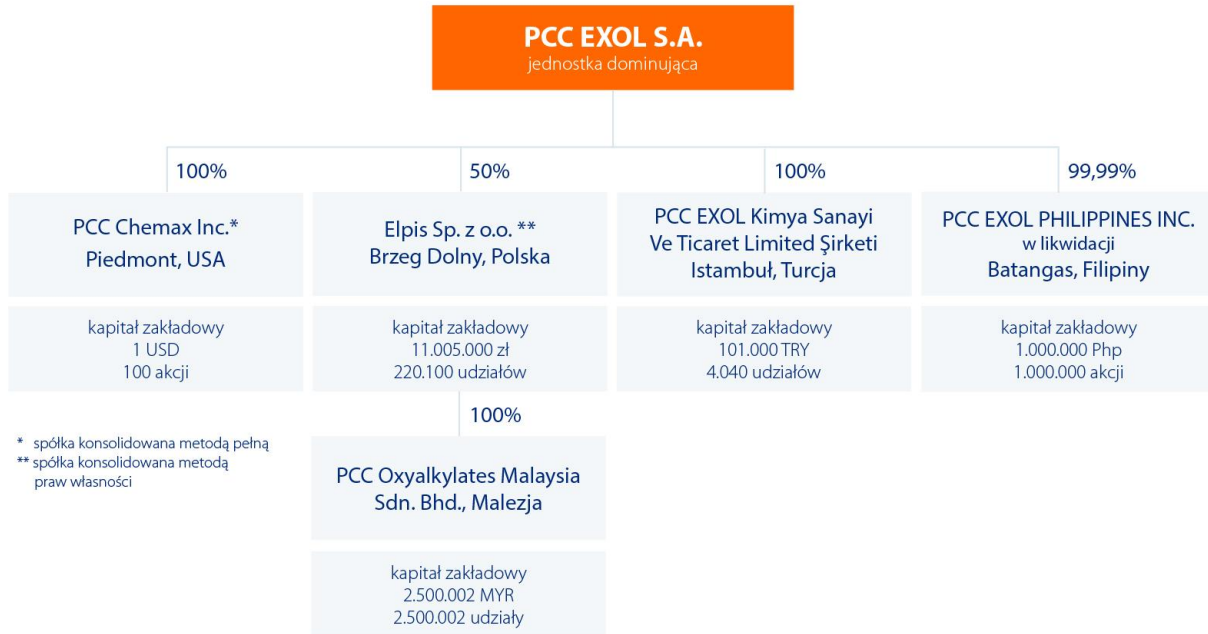 PCC EXOL S.A.
jednostka dominująca
100%
PCC Chemax Inc.*
Piedmont, USA
kapitał zakładowy
1 USD
100 akcji
50%
Elpis Sp. z o.o. **
Brzeg Dolny, Polska
kapitał zakładowy
11.005.000 zł
220.100 udziałów
100%
PCC Oxyalkylates Malaysia
Sdn. Bhd., Malezja
kapitał zakładowy
2.500.002 MYR
2.500.002 udziały
100%
PCC EXOL Kimya Sanayi
Ve Ticaret Limited Şirketi
Istambuł, Turcja
kapitał zakładowy
101.000 TRY
4.040 udziałów
99,99%
PCC EXOL PHILIPPINES INC.
w likwidacji
Batangas, Filipiny
kapitał zakładowy
1.000.000 Php
1.000.000 akcji
* spółka konsolidowana metodą pełną
** spółka konsolidowana metodą
praw własności